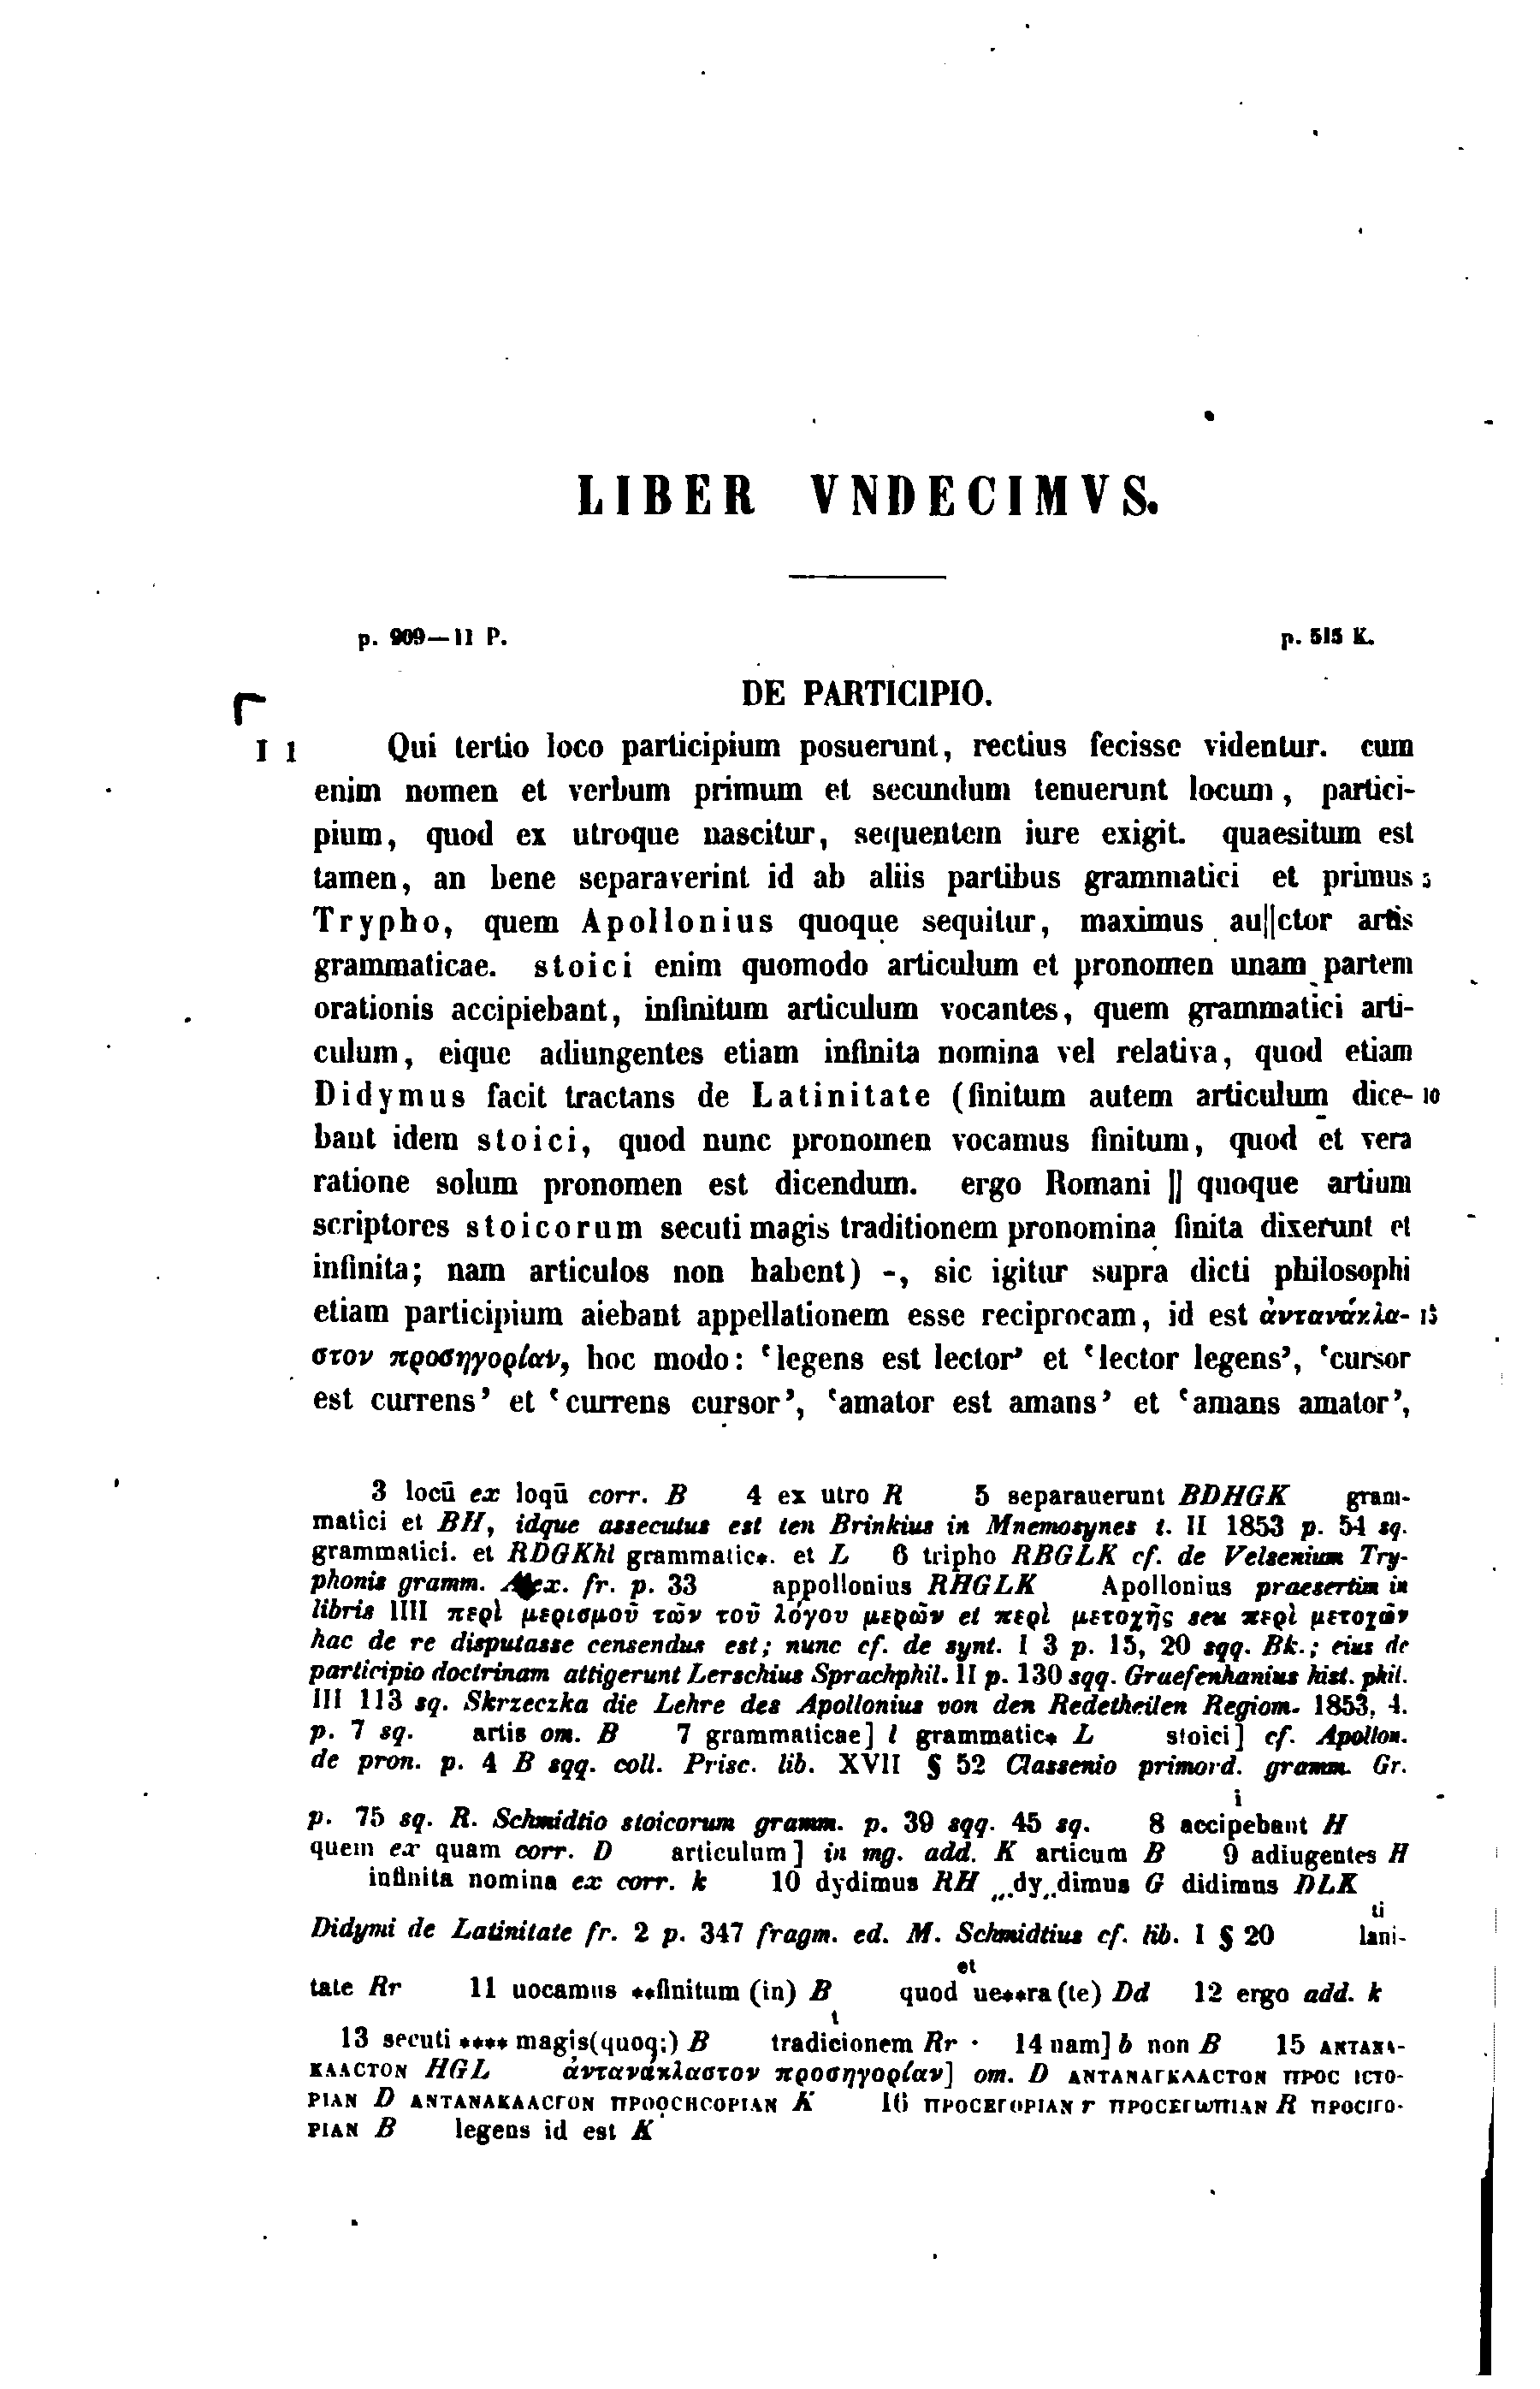 LIBER VNDECIMVS.
p. 909—11 P. p. 515 K.
DE PARTICIPIO.
I 1 Qui tertio loco participium posuerunt, rectius fecisse videntur. cum
enim nomen et verbum primum et secundum tenuerunt locum, partici-
pium, quod ex utroque nascitur, sequentem iure exigit. quaesitum est
tamen, an bene separaverint id ab aliis partibus grammatici et primus 5
Trypho, quem Apollonius quoque sequitur, maximus au||ctor artis
grammaticae. stoici enim quomodo articulum et pronomen unam partem
orationis accipiebant, infinitum articulum vocantes, quem grammatici arti-
culum, eique adiungentes etiam infinita nomina vel relativa, quod etiam
Didymus facit tractans de Latinitate (finitum autem articulum dice- 10
bant idem stoici, quod nunc pronomen vocamus finitum, quod et vera
ratione solum pronomen est dicendum. ergo Romani || quoque artium
scriptores stoicorum secuti magis traditionem pronomina finita dixerunt et
infinita; nam articulos non habent) -, sic igitur supra dicti philosophi
etiam participium aiebant appellationem esse reciprocam, id est ἀντανάκλα- 15
στον προσηγορίαν, hoc modo: ‘legens est lector’ et ‘lector legens’, ‘cursor
est currens’ et ‘currens cursor’, ‘amator est amans’ et ‘amans amator’,
3 locū ex loqū corr. B 4 ex utro R 5 separauerunt BDHGK gram-
matici et BH, idque assecutus est ten Brinkius in Mnemosynes t. II 1853 p. 54 sq.
grammatici. et RDGKhl grammatic*. et L 6 tripho RBGLK cf. de Velsenium Try-
phonis gramm. Alex. fr. p. 33 appollonius RHGLK Apollonius praesertim in
libris IIII περὶ μερισμοῦ τῶν τοῦ λόγου μερῶν et περὶ μετοχῆς seu περὶ μετοχῶν
hac de re disputasse censendus est; nunc cf. de synt. I 3 p. 15, 20 sqq. Bk.; eius de
participio doctrinam attigerunt Lerschius Sprachphil. II p. 130 sqq. Graefenhanius hist. phil.
III 113 sq. Skrzeczka die Lehre des Apollonius von den Redetheilen Regiom. 1853. 4.
p. 7 sq. artis om. B 7 grammaticae] l grammatic* L stoici] cf. Apollon.
de pron. p. 4 B sqq. coll. Prisc. lib. XVII § 52 Classenio primord. gramm. Gr.
i
p. 75 sq. R. Schmidtio stoicorum gramm. p. 39 sqq. 45 sq. 8 accipebant H
quem ex quam corr. D articulum] in mg. add. K articum B 9 adiugentes H
infinita nomina ex corr. k 10 dydimus RH „.dy„dimus G didimus DLK
ti
Didymi de Latinitate fr. 2 p. 347 fragm. ed. M. Schmidtius cf. lib. I § 20 lani-
et
tate Rr 11 uocamus **finitum (in) B quod ue**ra (te) Dd 12 ergo add. k
t
13 secuti **** magis(quoq;) B tradicionem Rr · 14 nam] b non B 15 ΑΝΤΑΝΑ-
ΚΛΑCΤΟΝ HGL ἀντανάκλαστον προσηγορίαν] om. D ΑΝΤΑΝΑΓΚΛΑCΤΟΝ ΠΡΟC ΙCΤΟ-
ΡΙΑΝ D ΑΝΤΑΝΑΚΑΑCΓΟΝ ΠΡΟΟCΗCΟΡΙΑΝ K 16 ΠΡΟCΕΓΟΡΙΑΝ r ΠΡΟCΕΓωΠΙΑΝ R ΠΡΟCΙΓΟ-
ΡΙΑΝ B legens id est K